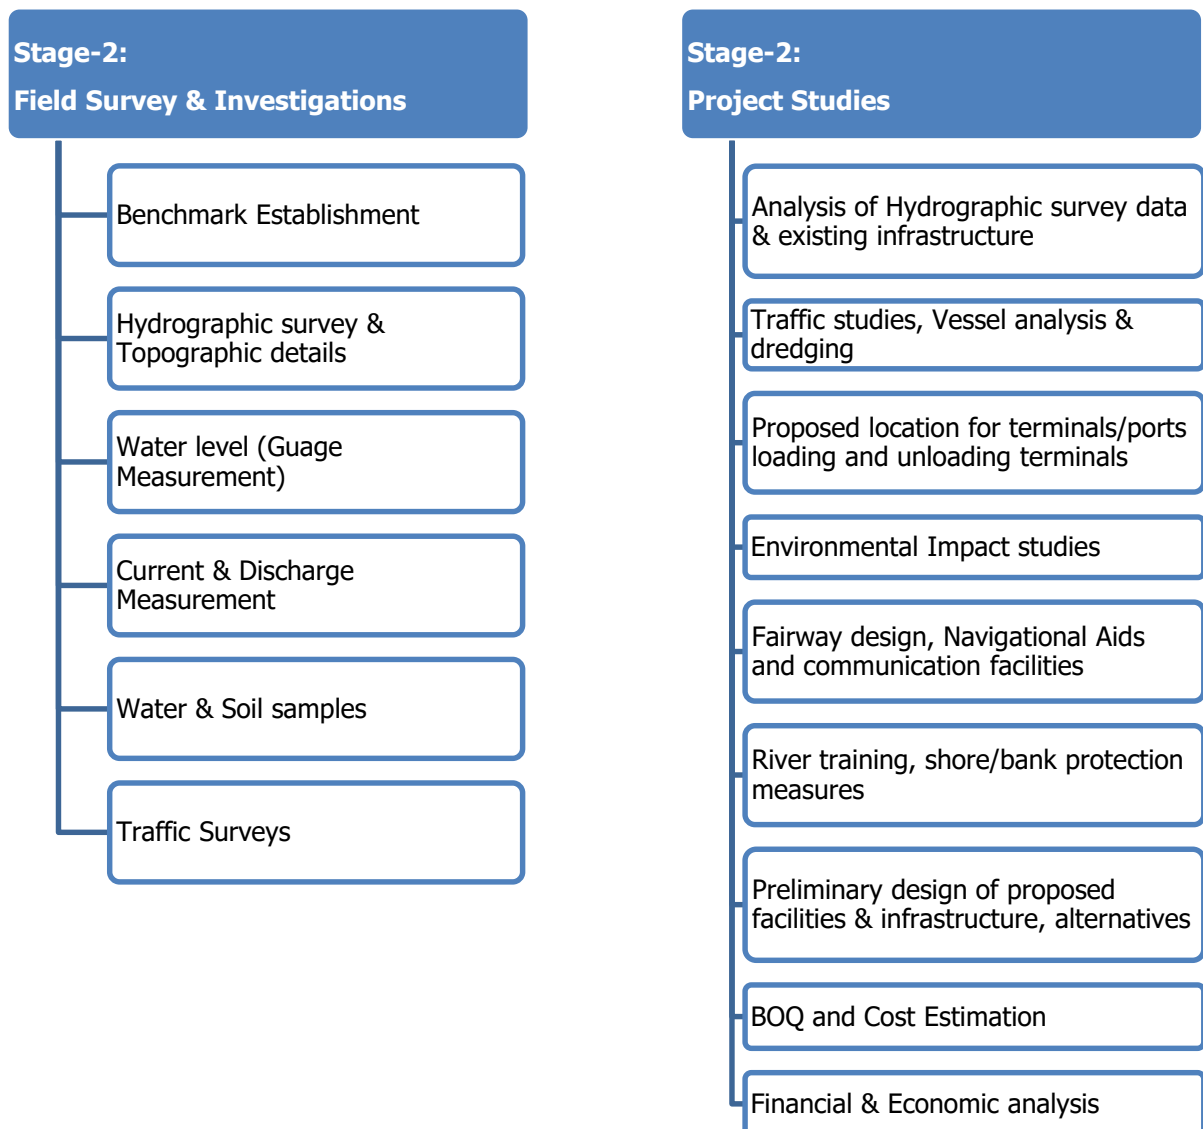 Stage-2:
Field Survey & Investigations
Benchmark Establishment
Hydrographic survey &
Topographic details
Water level (Guage
Measurement)
Current & Discharge
Measurement
Water & Soil samples
Traffic Surveys
Stage-2:
Project Studies
Analysis of Hydrographic survey data
& existing infrastructure
Traffic studies, Vessel analysis &
dredging
Proposed location for terminals/ports
loading and unloading terminals
Environmental Impact studies
Fairway design, Navigational Aids
and communication facilities
River training, shore/bank protection
measures
Preliminary design of proposed
facilities & infrastructure, alternatives
BOQ and Cost Estimation
Financial & Economic analysis